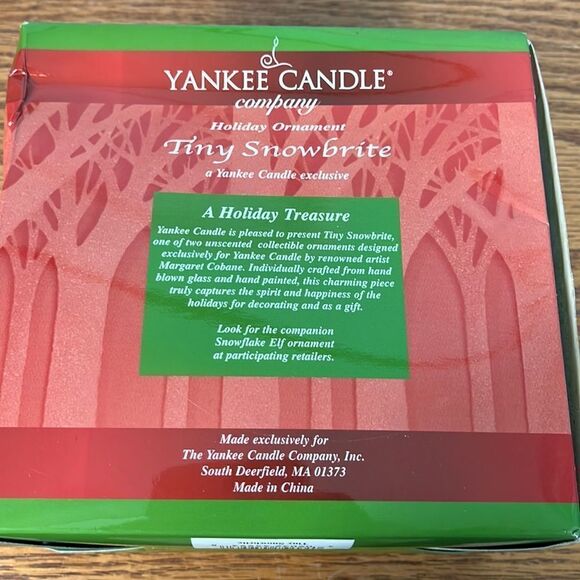 YANKEE CANDLE®
company
Holiday Ornament
Tiny Snowbrite
a Yankee Candle exclusive
A Holiday Treasure
Yankee Candle is pleased to present Tiny Snowbrite,
one of two unscented collectible ornaments designed
exclusively for Yankee Candle by renowned artist
Margaret Cobane. Individually crafted from hand
blown glass and hand painted, this charming piece
truly captures the spirit and happiness of the
holidays for decorating and as a gift.
Look for the companion
Snowflake Elf ornament
at participating retailers.
Made exclusively for
The Yankee Candle Company, Inc.
South Deerfield, MA 01373
Made in China
Tiny Snowbrite